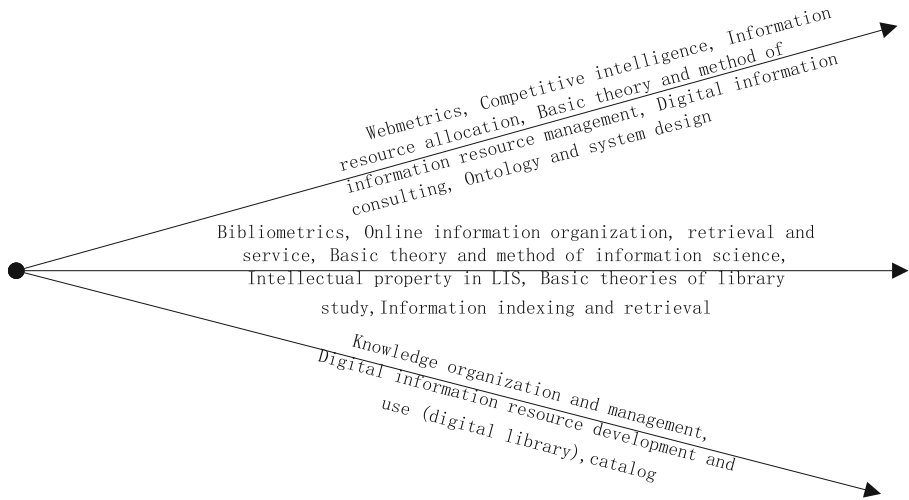 Webmetrics, Competitive intelligence, Information
resource allocation, Basic theory and method of
information resource management, Digital information
consulting, Ontology and system design
Bibliometrics, Online information organization, retrieval and
service, Basic theory and method of information science,
Intellectual property in LIS, Basic theories of library
study,Information indexing and retrieval
Knowledge organization and management,
Digital information resource development and
use (digital library),catalog